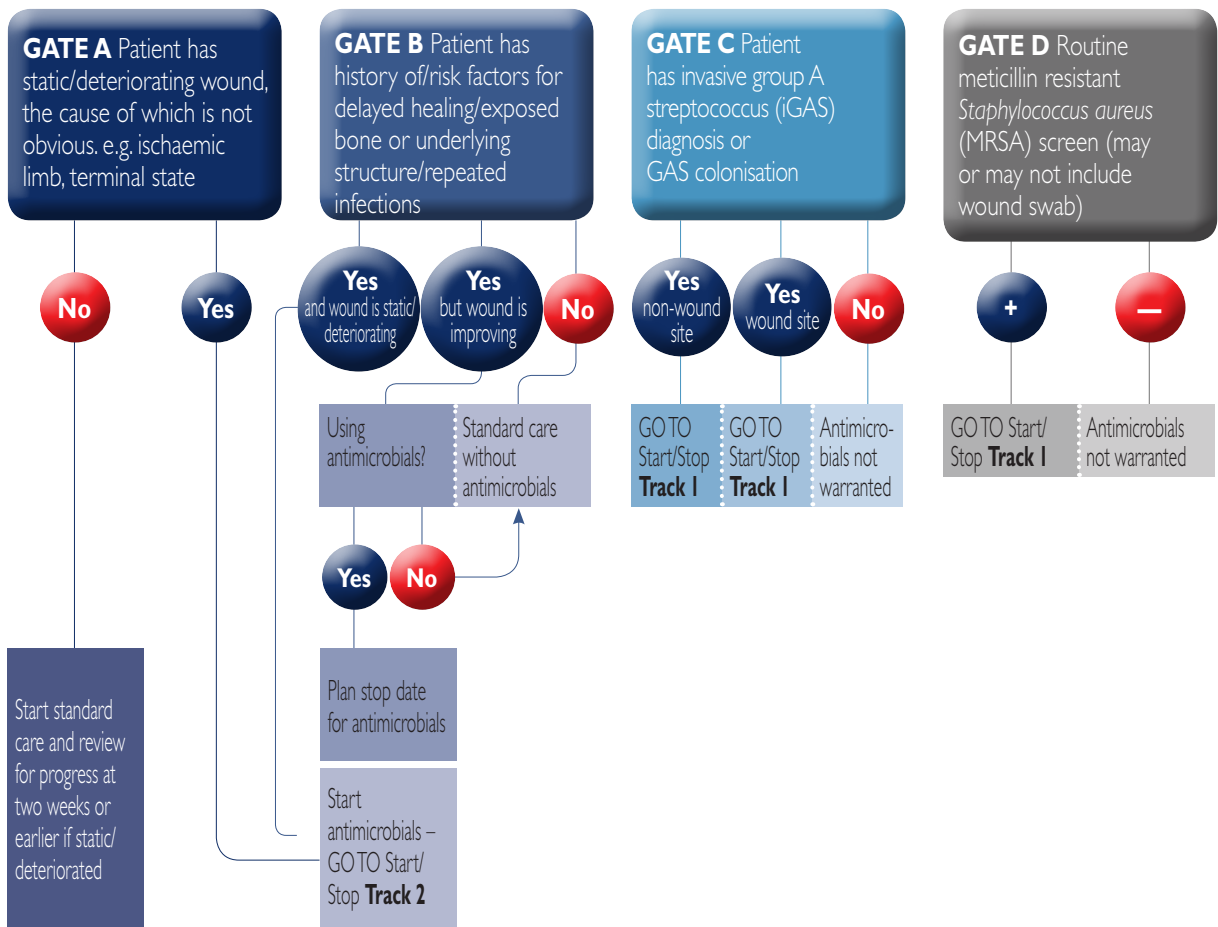 GATE A Patient has
static/deteriorating wound,
the cause of which is not
obvious. e.g. ischaemic
limb, terminal state
GATE B Patient has
history of/risk factors for
delayed healing/exposed
bone or underlying
structure/repeated
infections
GATE C Patient
has invasive group A
streptococcus (iGAS)
diagnosis or
GAS colonisation
GATE D Routine
meticillin resistant
Staphylococcus aureus
(MRSA) screen (may
or may not include
wound swab)
No
Yes
Yes
and wound is static/
deteriorating
Yes
but wound is
improving
No
Yes
non-wound
site
Yes
wound site
No
+
–
Using
antimicrobials?
Standard care
without
antimicrobials
GO TO
Start/Stop
Track 1
GO TO
Start/Stop
Track 1
Antimicro-
bials not
warranted
GO TO Start/
Stop Track 1
Antimicrobials
not warranted
Yes
No
Start standard
care and review
for progress at
two weeks or
earlier if static/
deteriorated
Plan stop date
for antimicrobials
Start
antimicrobials –
GO TO Start/
Stop Track 2